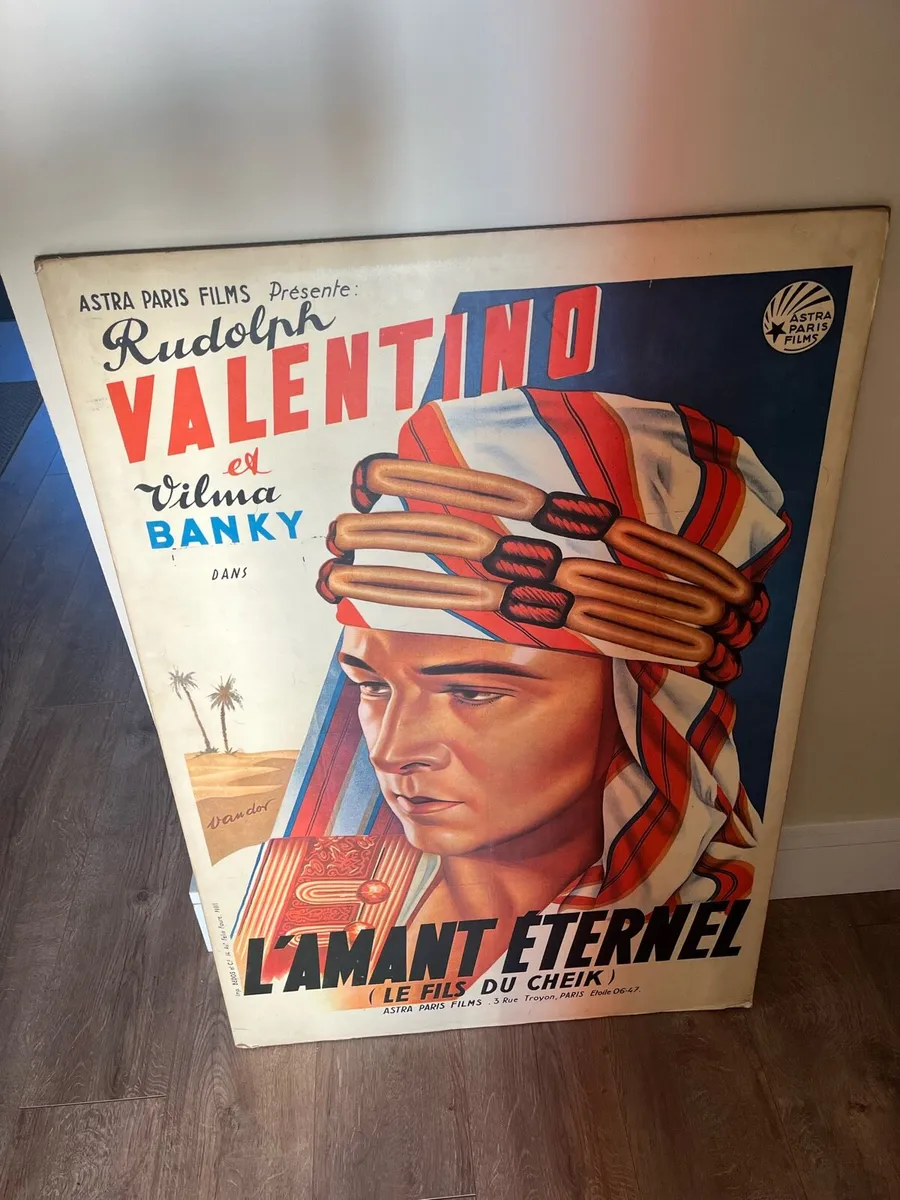 ASTRA PARIS FILMS Présente:
Rudolph
VALENTINO
ASTRA
PARIS
FILMS
et
Vilma
BANKY
DANS
vandor
L'AMANT ÉTERNEL
(LE FILS DU CHEIK)
ASTRA PARIS FILMS . 3 Rue Troyon, PARIS Etoile 06-47.